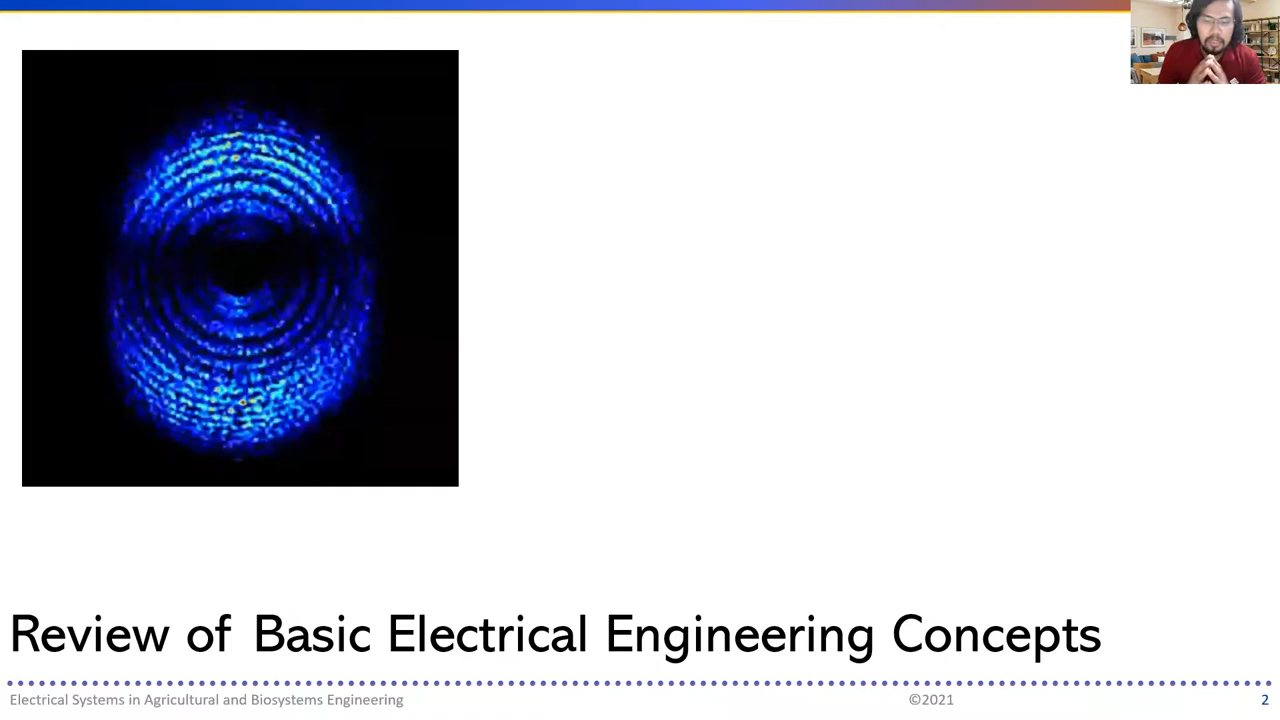 Review of Basic Electrical Engineering Concepts
Electrical Systems in Agricultural and Biosystems Engineering
©2021
2